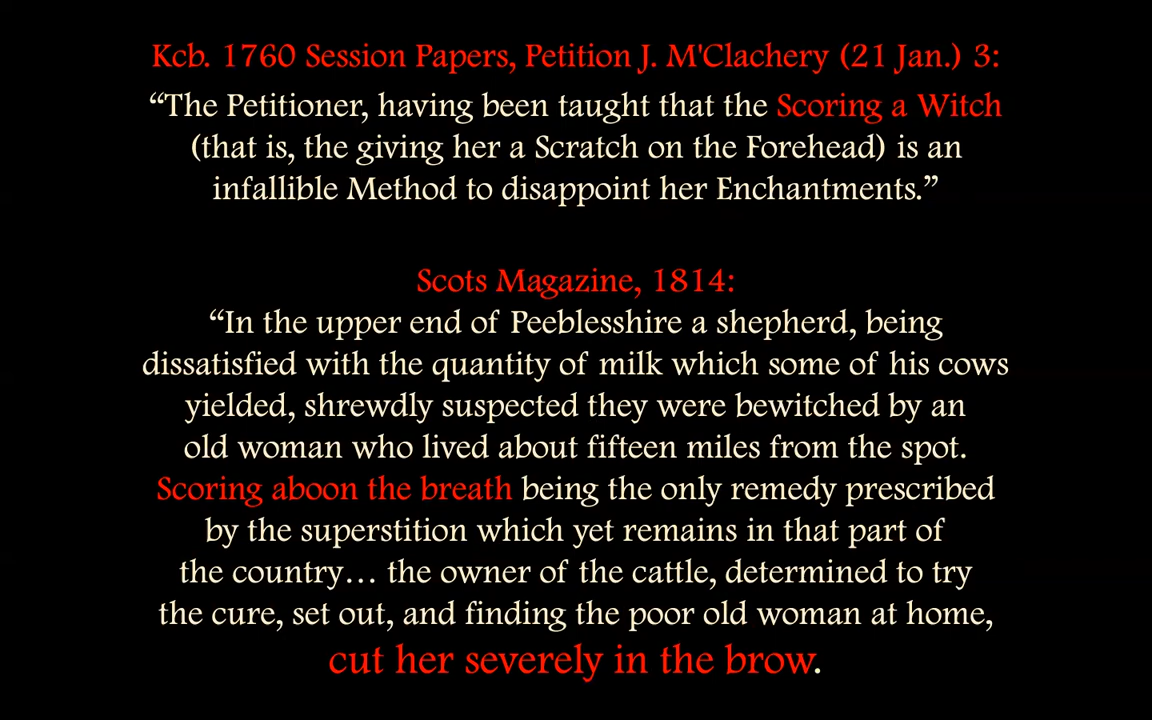 Kcb. 1760 Session Papers, Petition J. M'Clachery (21 Jan.) 3:
“The Petitioner, having been taught that the Scoring a Witch
(that is, the giving her a Scratch on the Forehead) is an
infallible Method to disappoint her Enchantments.”
Scots Magazine, 1814:
“In the upper end of Peeblesshire a shepherd, being
dissatisfied with the quantity of milk which some of his cows
yielded, shrewdly suspected they were bewitched by an
old woman who lived about fifteen miles from the spot.
Scoring aboon the breath being the only remedy prescribed
by the superstition which yet remains in that part of
the country… the owner of the cattle, determined to try
the cure, set out, and finding the poor old woman at home,
cut her severely in the brow.